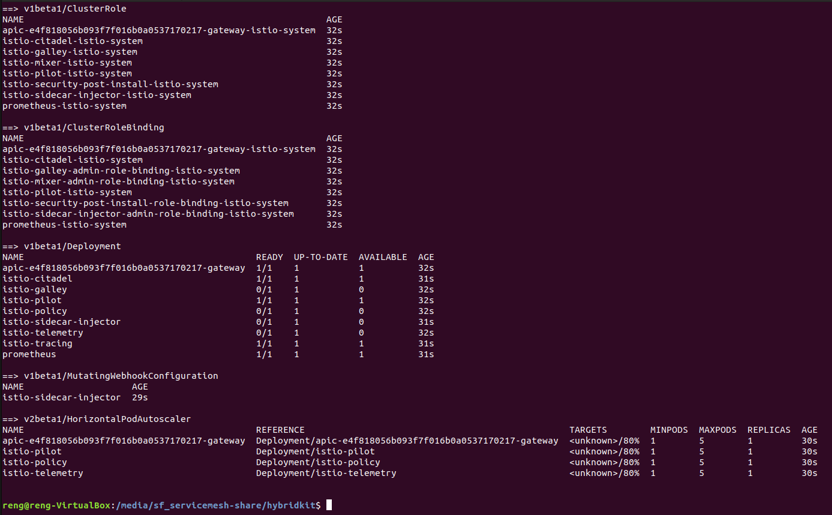 ==> v1beta1/ClusterRole
NAME AGE
apic-e4f818056b093f7f016b0a0537170217-gateway-istio-system 32s
istio-citadel-istio-system 32s
istio-galley-istio-system 32s
istio-mixer-istio-system 32s
istio-pilot-istio-system 32s
istio-security-post-install-istio-system 32s
istio-sidecar-injector-istio-system 32s
prometheus-istio-system 32s
==> v1beta1/ClusterRoleBinding
NAME AGE
apic-e4f818056b093f7f016b0a0537170217-gateway-istio-system 32s
istio-citadel-istio-system 32s
istio-galley-admin-role-binding-istio-system 32s
istio-mixer-admin-role-binding-istio-system 32s
istio-pilot-istio-system 32s
istio-security-post-install-role-binding-istio-system 32s
istio-sidecar-injector-admin-role-binding-istio-system 32s
prometheus-istio-system 32s
==> v1beta1/Deployment
NAME READY UP-TO-DATE AVAILABLE AGE
apic-e4f818056b093f7f016b0a0537170217-gateway 1/1 1 1 32s
istio-citadel 1/1 1 1 31s
istio-galley 0/1 1 0 32s
istio-pilot 1/1 1 1 32s
istio-policy 0/1 1 0 32s
istio-sidecar-injector 0/1 1 0 31s
istio-telemetry 0/1 1 0 32s
istio-tracing 1/1 1 1 31s
prometheus 1/1 1 1 31s
==> v1beta1/MutatingWebhookConfiguration
NAME AGE
istio-sidecar-injector 29s
==> v2beta1/HorizontalPodAutoscaler
NAME REFERENCE TARGETS MINPODS MAXPODS REPLICAS AGE
apic-e4f818056b093f7f016b0a0537170217-gateway Deployment/apic-e4f818056b093f7f016b0a0537170217-gateway <unknown>/80% 1 5 1 30s
istio-pilot Deployment/istio-pilot <unknown>/80% 1 5 1 30s
istio-policy Deployment/istio-policy <unknown>/80% 1 5 1 30s
istio-telemetry Deployment/istio-telemetry <unknown>/80% 1 5 1 30s
reng@reng-VirtualBox:/media/sf_servicemesh-share/hybridkit$